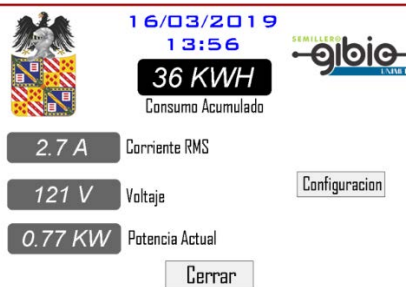 16/03/2019
13:56
SEMILLERO
gibio
36 KWH
Consumo Acumulado
2.7 A Corriente RMS
121 V Voltaje
Configuracion
0.77 KW Potencia Actual
Cerrar